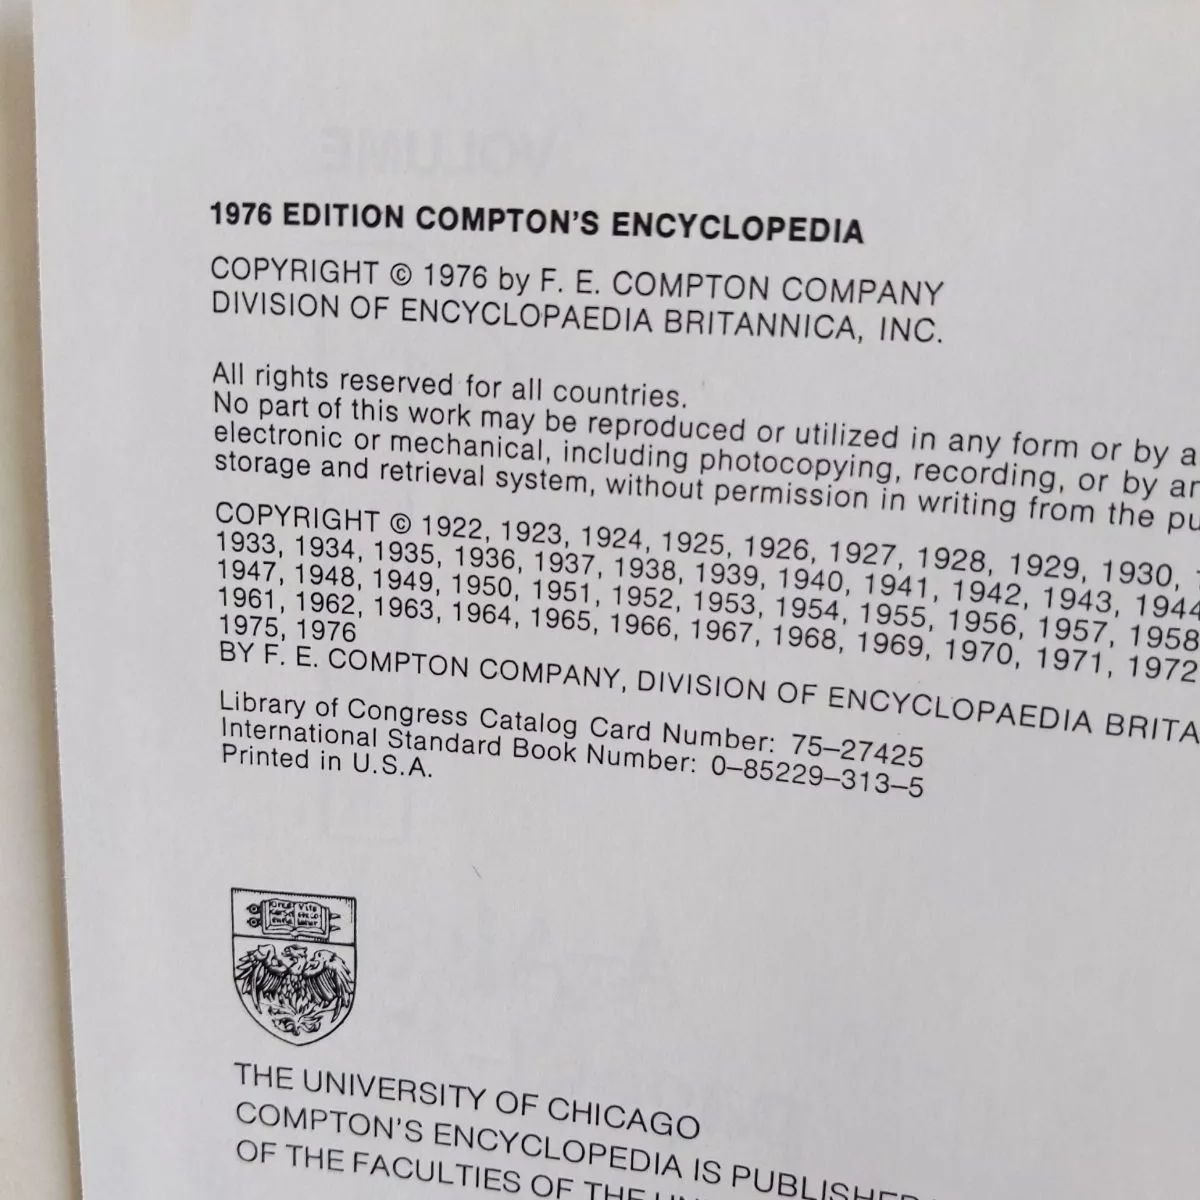 VOLUME
1976 EDITION COMPTON'S ENCYCLOPEDIA
COPYRIGHT © 1976 by F. E. COMPTON COMPANY
DIVISION OF ENCYCLOPAEDIA BRITANNICA, INC.
All rights reserved for all countries.
No part of this work may be reproduced or utilized in any form or by a
electronic or mechanical, including photocopying, recording, or by
storage and retrieval system, without permission in writing from the
COPYRIGHT © 1922, 1923, 1924, 1925, 1926, 1927, 1928, 1929, 1930,
1933, 1934, 1935, 1936, 1937, 1938, 1939, 1940, 1941, 1942, 1943, 1944
1947, 1948, 1949, 1950, 1951, 1952, 1953, 1954, 1955, 1956, 1957, 1958
1961, 1962, 1963, 1964, 1965, 1966, 1967, 1968, 1969, 1970, 1971, 1972
1975, 1976
BY F. E. COMPTON COMPANY, DIVISION OF ENCYCLOPAEDIA BRITA
Library of Congress Catalog Card Number: 75–27425
International Standard Book Number: 0–85229–313–5
Printed in U.S.A.
THE UNIVERSITY OF CHICAGO
COMPTON'S ENCYCLOPEDIA IS PUBLISHED
OF THE FACULTIES OF THE